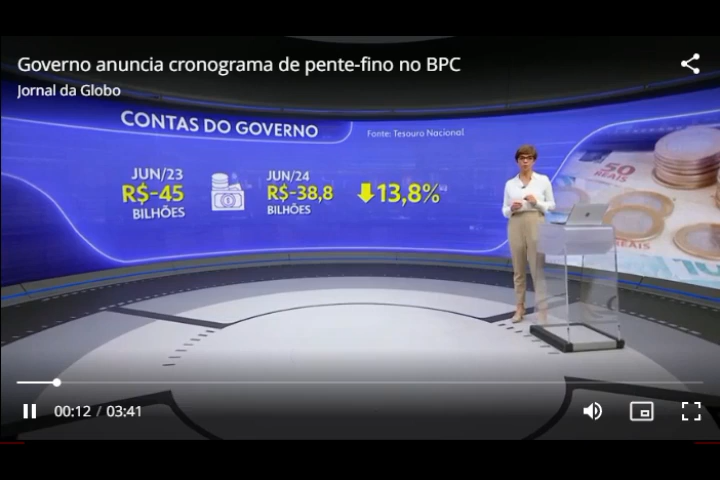 Governo anuncia cronograma de pente-fino no BPC
Jornal da Globo
CONTAS DO GOVERNO
Fonte: Tesouro Nacional
JUN/23
R$-45
BILHÕES
JUN/24
R$-38,8
BILHÕES
13,8%
50
REAIS
REAIS
00:12 / 03:41